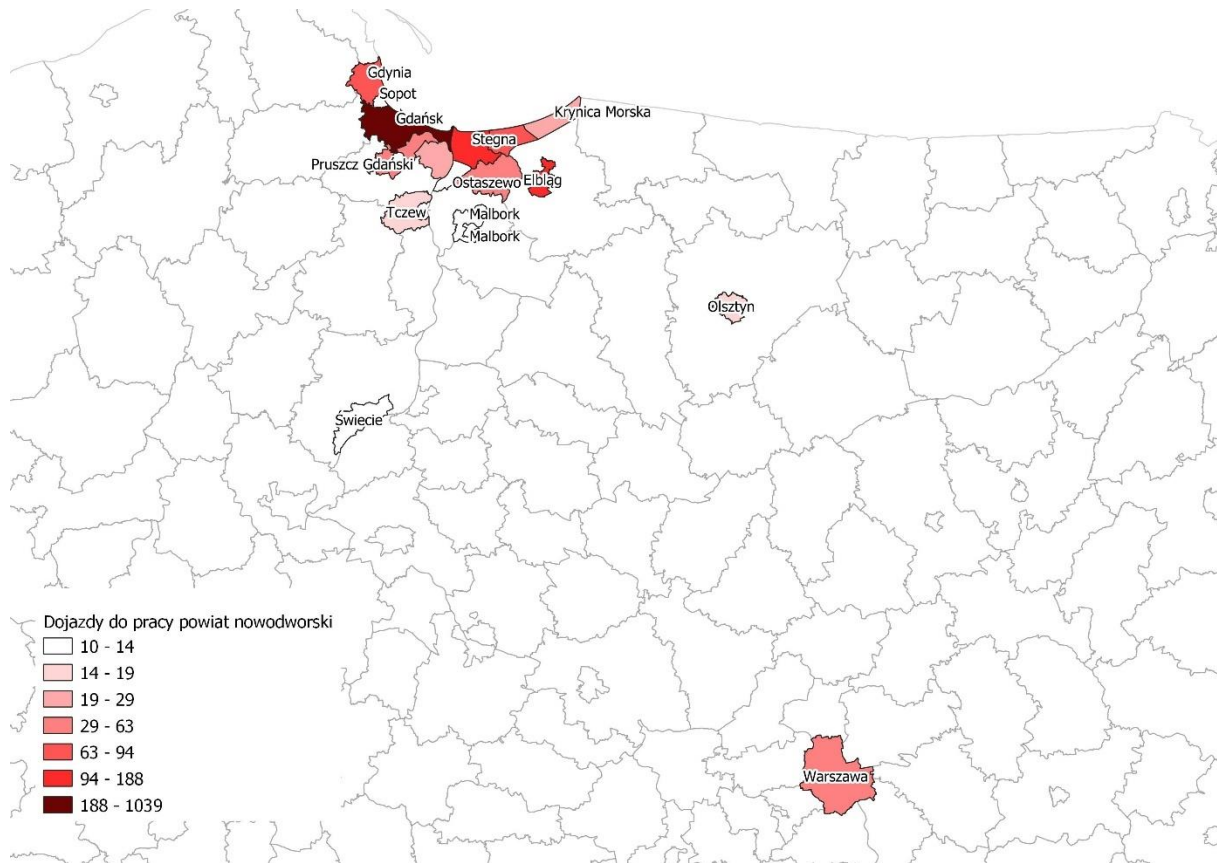 Gdynia
Sopot
Gdańsk
Krynica Morska
Stegna
Pruszcz Gdański
Ostaszewo
Elbląg
Tczew
Malbork
Malbork
Olsztyn
Świecie
Warszawa
Dojazdy do pracy powiat nowodworski
10 - 14
14 - 19
19 - 29
29 - 63
63 - 94
94 - 188
188 - 1039